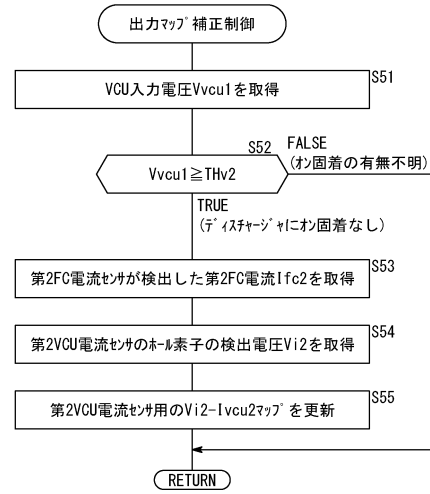 出力ﾏｯﾌﾟ補正制御
S51
VCU入力電圧Vvcu1を取得
S52
FALSE
(ｵﾝ固着の有無不明)
Vvcu1≧THv2
TRUE
(ﾃﾞｨｽﾁｬｰｼﾞｬにｵﾝ固着なし)
S53
第2FC電流ｾﾝｻが検出した第2FC電流Ifc2を取得
S54
第2VCU電流ｾﾝｻのﾎｰﾙ素子の検出電圧Vi2を取得
S55
第2VCU電流ｾﾝｻ用のVi2-Ivcu2ﾏｯﾌﾟを更新
RETURN